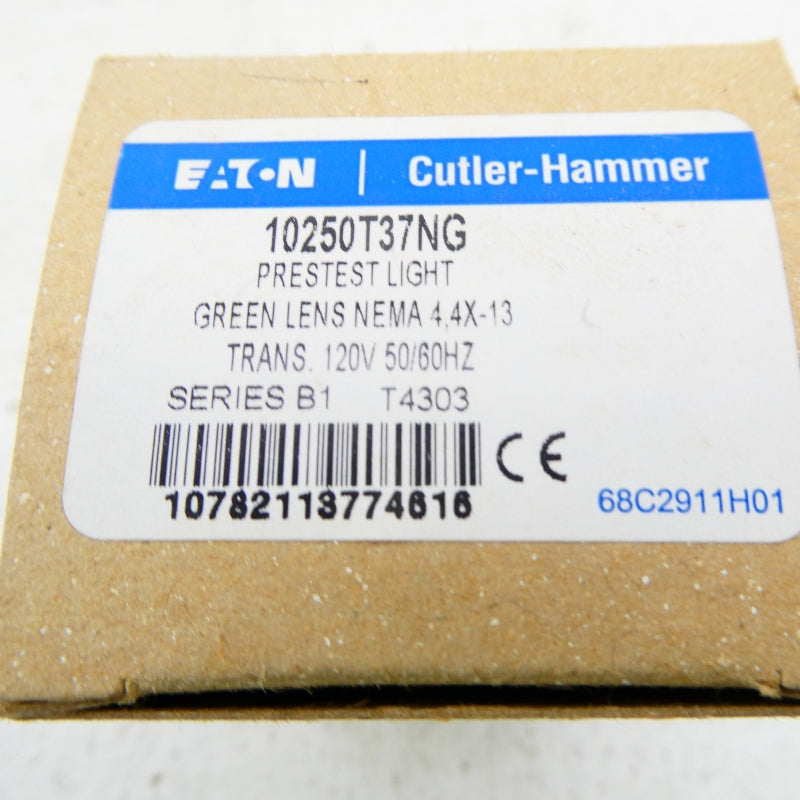 EATON | Cutler-Hammer
10250T37NG
PRESTEST LIGHT
GREEN LENS NEMA 4,4X-13
TRANS. 120V 50/60HZ
SERIES B1 T4303
10782113774616
CE
68C2911H01